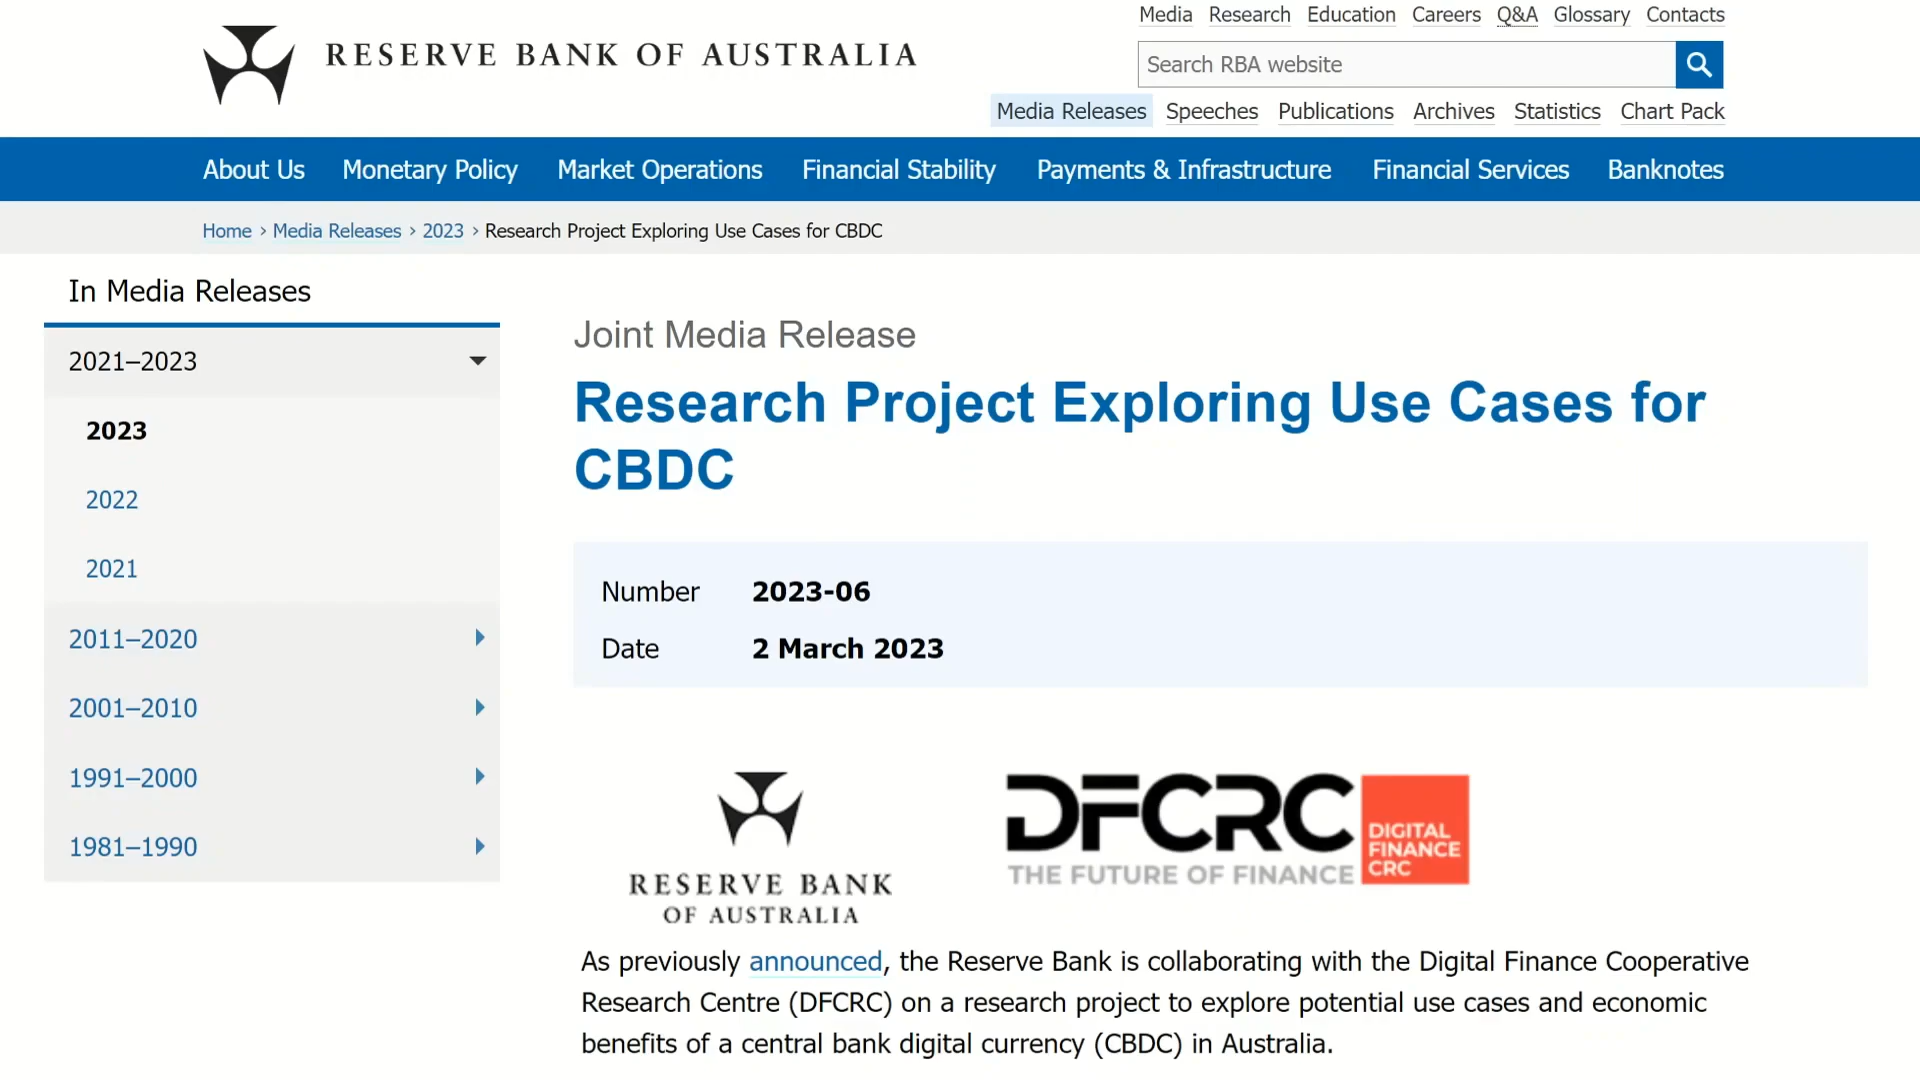 RESERVE BANK OF AUSTRALIA
Media Research Education Careers Q&A Glossary Contacts
Search RBA website
Media Releases Speeches Publications Archives Statistics Chart Pack
About Us Monetary Policy Market Operations Financial Stability Payments & Infrastructure Financial Services Banknotes
Home › Media Releases › 2023 › Research Project Exploring Use Cases for CBDC
In Media Releases
2021–2023
2023
2022
2021
2011–2020
2001–2010
1991–2000
1981–1990
Joint Media Release
Research Project Exploring Use Cases for
CBDC
Number 2023-06
Date 2 March 2023
RESERVE BANK
OF AUSTRALIA
DFCRC
THE FUTURE OF FINANCE
DIGITAL
FINANCE
CRC
As previously announced, the Reserve Bank is collaborating with the Digital Finance Cooperative
Research Centre (DFCRC) on a research project to explore potential use cases and economic
benefits of a central bank digital currency (CBDC) in Australia.